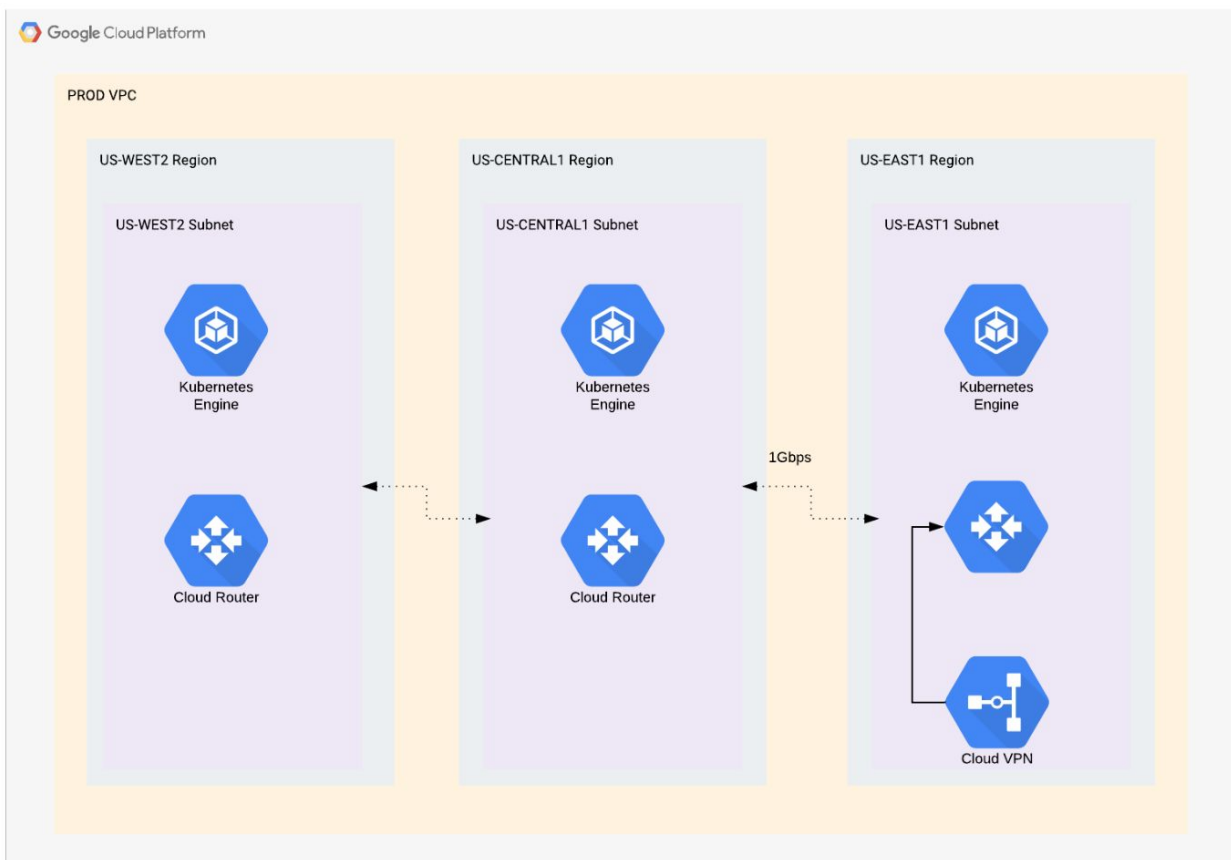 Google Cloud Platform
PROD VPC
US-WEST2 Region
US-CENTRAL1 Region
US-EAST1 Region
US-WEST2 Subnet
US-CENTRAL1 Subnet
US-EAST1 Subnet
Kubernetes
Engine
Kubernetes
Engine
Kubernetes
Engine
1Gbps
Cloud Router
Cloud Router
Cloud VPN